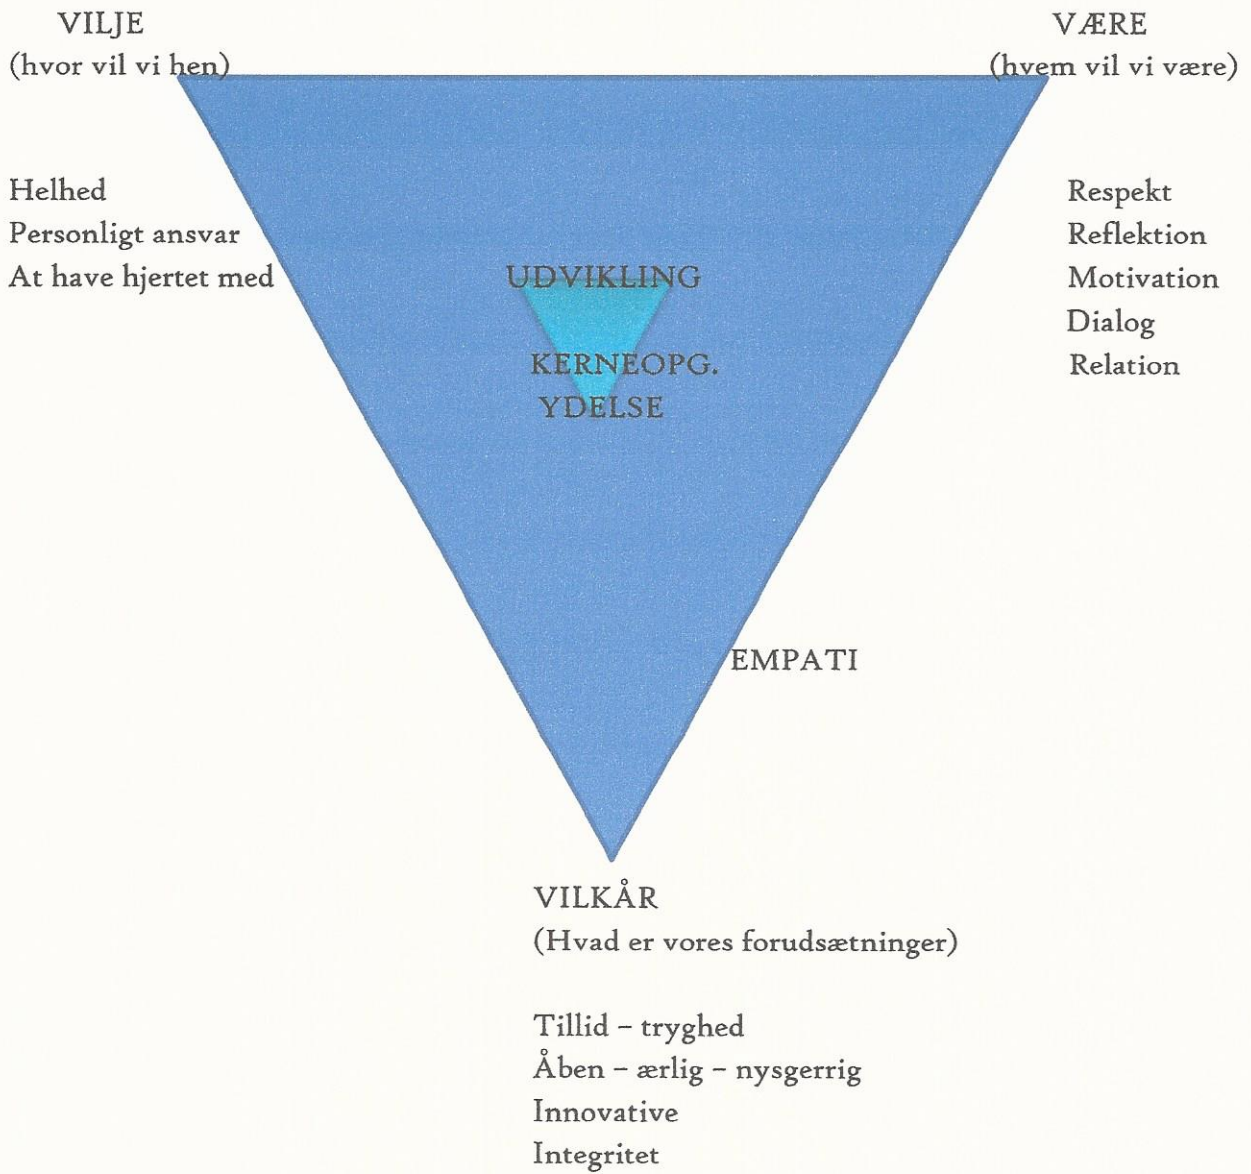 VILJE
(hvor vil vi hen)
VÆRE
(hvem vil vi være)
Helhed
Personligt ansvar
At have hjertet med
Respekt
Reflektion
Motivation
Dialog
Relation
UDVIKLING
KERNEOPG.
YDELSE
EMPATI
VILKÅR
(Hvad er vores forudsætninger)
Tillid – tryghed
Åben – ærlig – nysgerrig
Innovative
Integritet